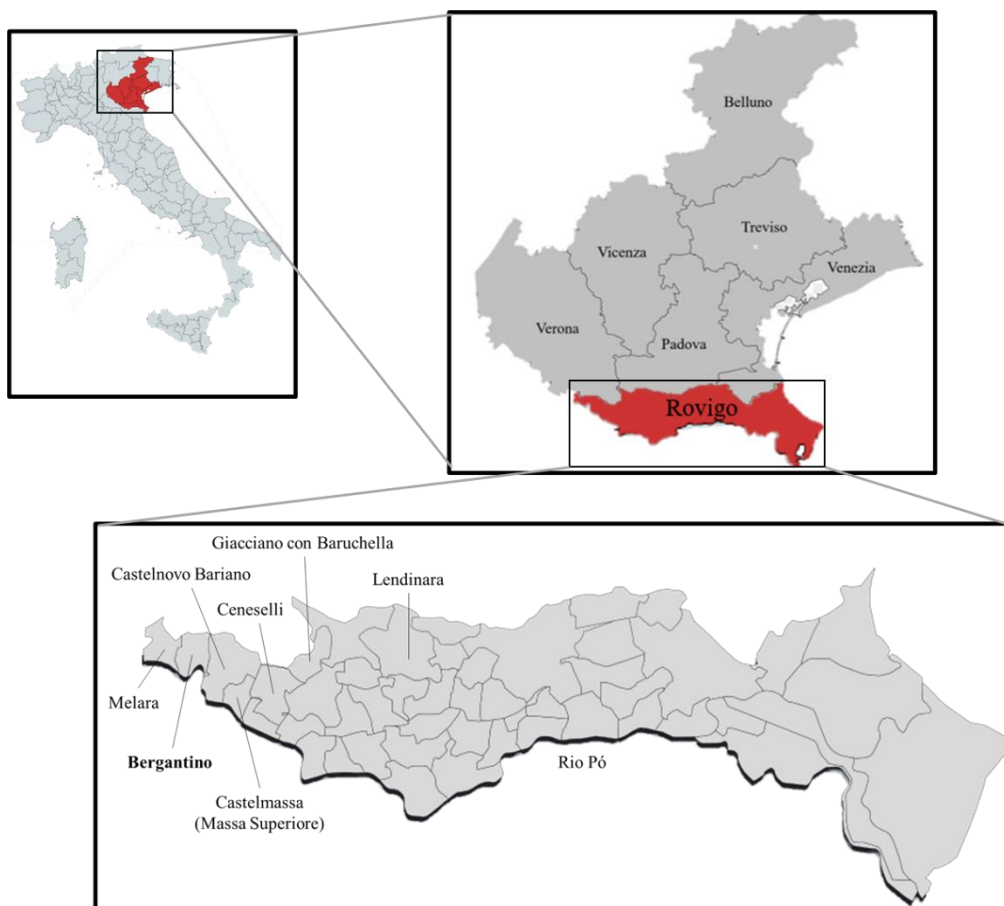 Belluno
Treviso
Vicenza
Venezia
Verona
Padova
Rovigo
Giacciano con Baruchella
Castelnovo Bariano
Lendinara
Ceneselli
Melara
Bergantino
Rio Pó
Castelmassa
(Massa Superiore)